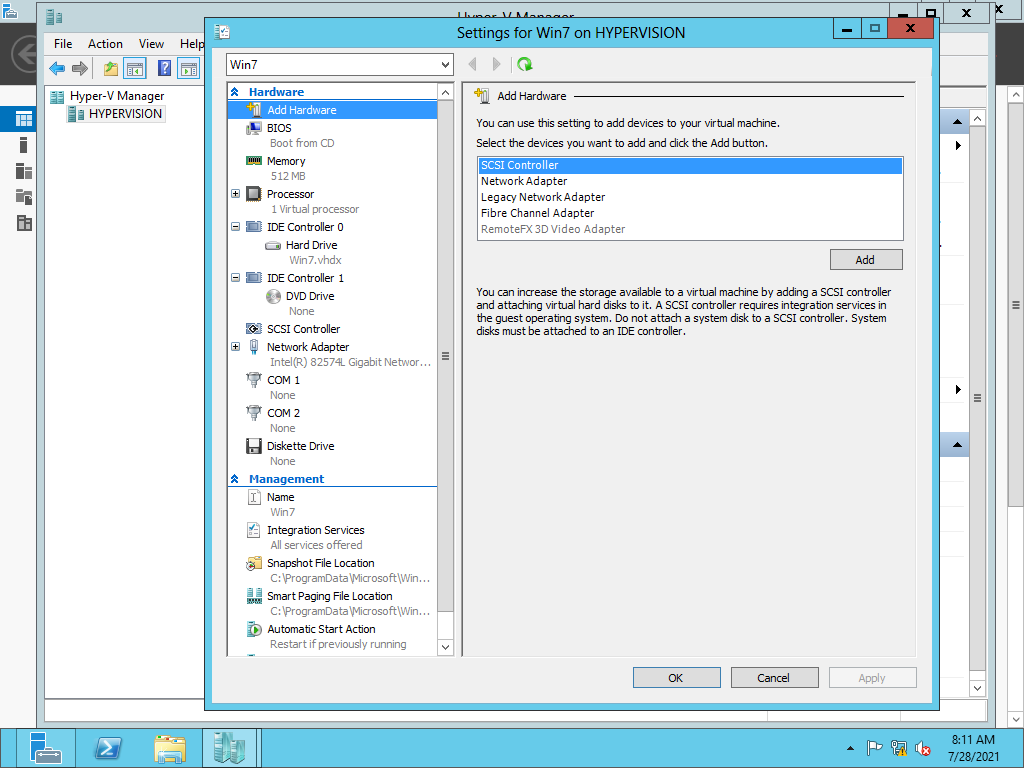 Hyper-V Manager
Settings for Win7 on HYPERVISION
File Action View Help
Win7
Hyper-V Manager
HYPERVISION
Hardware
Add Hardware
BIOS
Boot from CD
Memory
512 MB
Processor
1 Virtual processor
IDE Controller 0
Hard Drive
Win7.vhdx
IDE Controller 1
DVD Drive
None
SCSI Controller
Network Adapter
Intel(R) 82574L Gigabit Networ...
COM 1
None
COM 2
None
Diskette Drive
None
Management
Name
Win7
Integration Services
All services offered
Snapshot File Location
C:\ProgramData\Microsoft\Win...
Smart Paging File Location
C:\ProgramData\Microsoft\Win...
Automatic Start Action
Restart if previously running
Add Hardware
You can use this setting to add devices to your virtual machine.
Select the devices you want to add and click the Add button.
SCSI Controller
Network Adapter
Legacy Network Adapter
Fibre Channel Adapter
RemoteFX 3D Video Adapter
Add
You can increase the storage available to a virtual machine by adding a SCSI controller
and attaching virtual hard disks to it. A SCSI controller requires integration services in
the guest operating system. Do not attach a system disk to a SCSI controller. System
disks must be attached to an IDE controller.
OK Cancel Apply
8:11 AM
7/28/2021